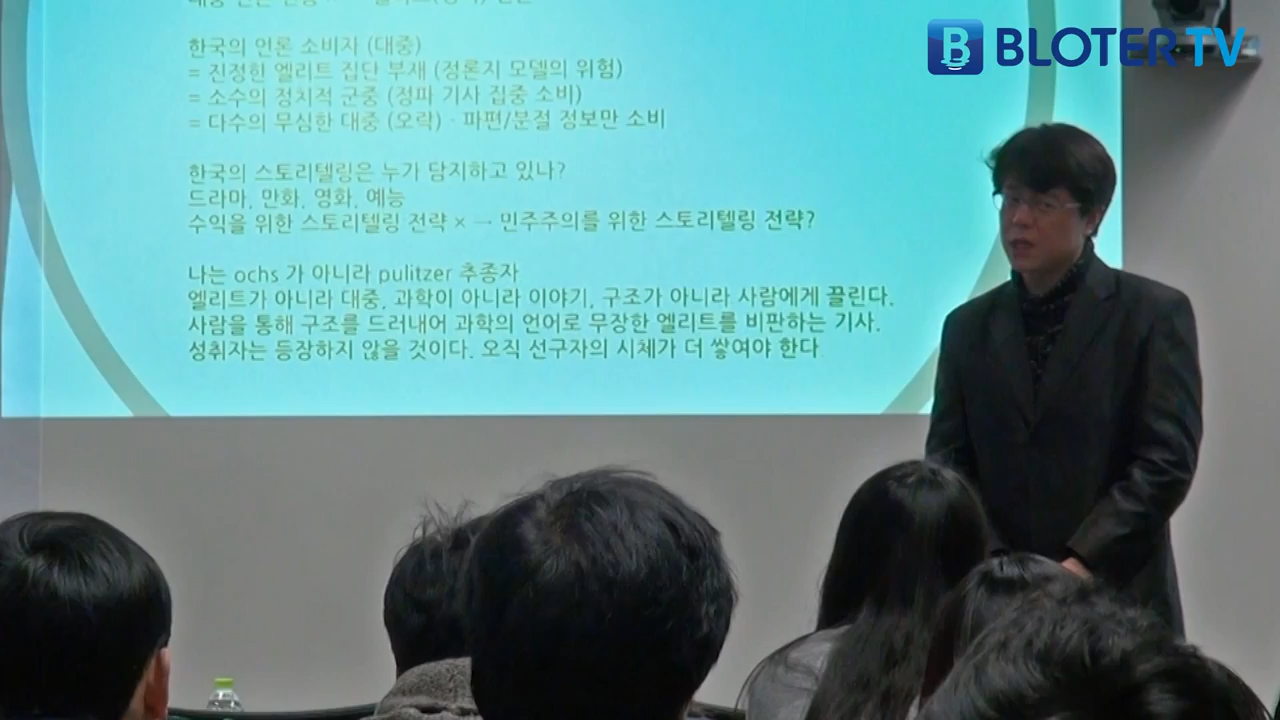 BLOTER TV
한국의 언론 소비자 (대중)
= 진정한 엘리트 집단 부재 (정론지 모델의 위험)
= 소수의 정치적 군중 (정파 기사 집중 소비)
= 다수의 무심한 대중 (오락) - 파편/분절 정보만 소비
한국의 스토리텔링은 누가 담지하고 있나?
드라마, 만화, 영화, 예능
수익을 위한 스토리텔링 전략 × → 민주주의를 위한 스토리텔링 전략?
나는 ochs 가 아니라 pulitzer 추종자
엘리트가 아니라 대중, 과학이 아니라 이야기, 구조가 아니라 사람에게 끌린다.
사람을 통해 구조를 드러내어 과학의 언어로 무장한 엘리트를 비판하는 기사.
성취자는 등장하지 않을 것이다. 오직 선구자의 시체가 더 쌓여야 한다